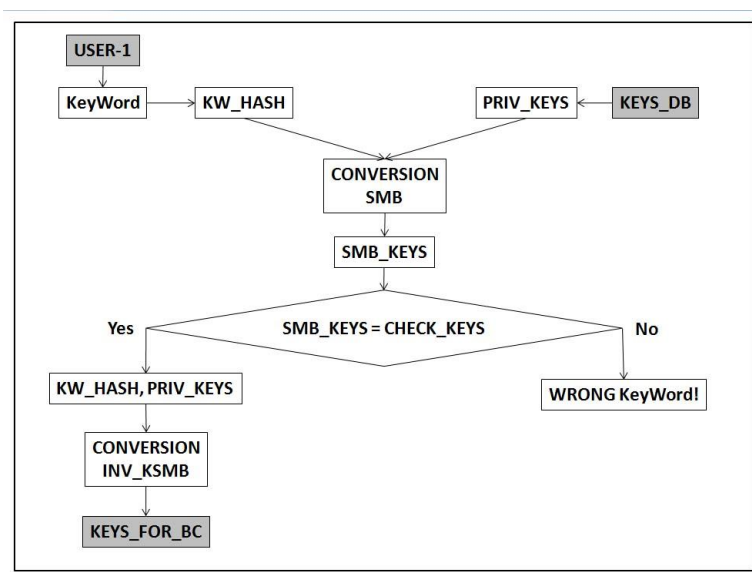 USER-1
KeyWord
KW_HASH
PRIV_KEYS
KEYS_DB
CONVERSION
SMB
SMB_KEYS
SMB_KEYS = CHECK_KEYS
Yes
No
KW_HASH, PRIV_KEYS
WRONG KeyWord!
CONVERSION
INV_KSMB
KEYS_FOR_BC